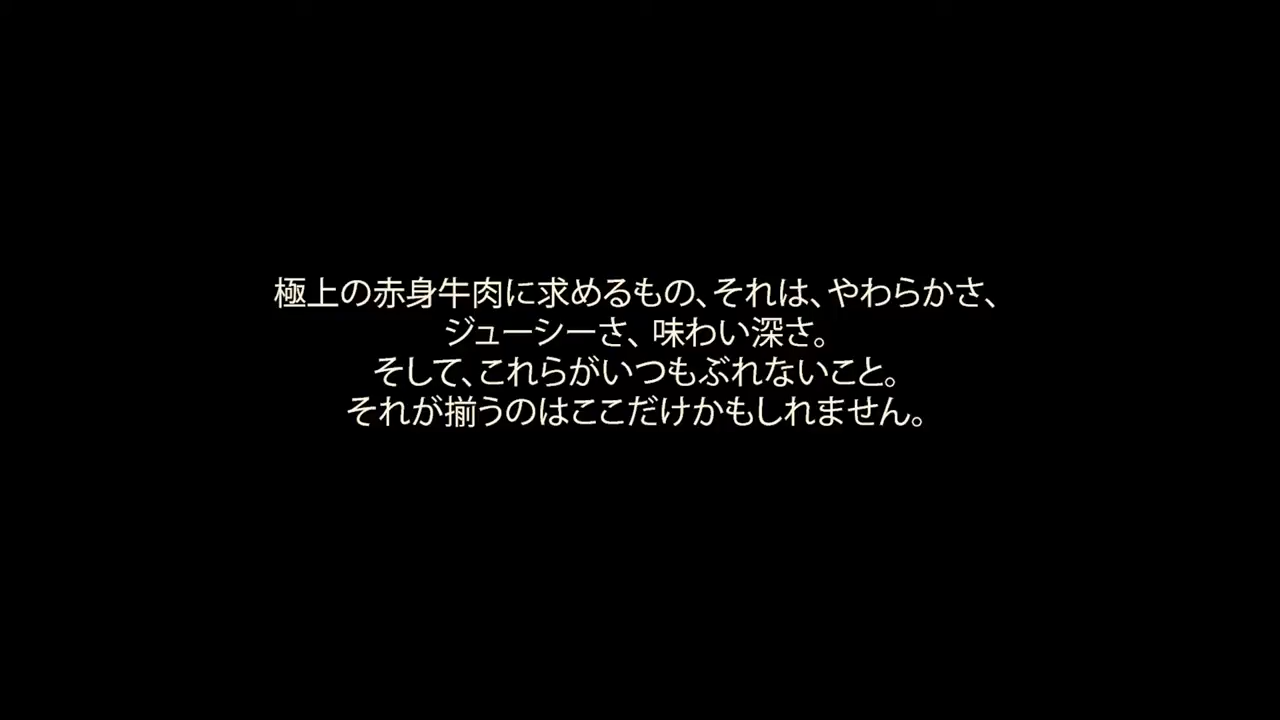 極上の赤身牛肉に求めるもの、それは、やわらかさ、
ジューシーさ、味わい深さ。
そして、これらがいつもぶれないこと。
それが揃うのはここだけかもしれません。